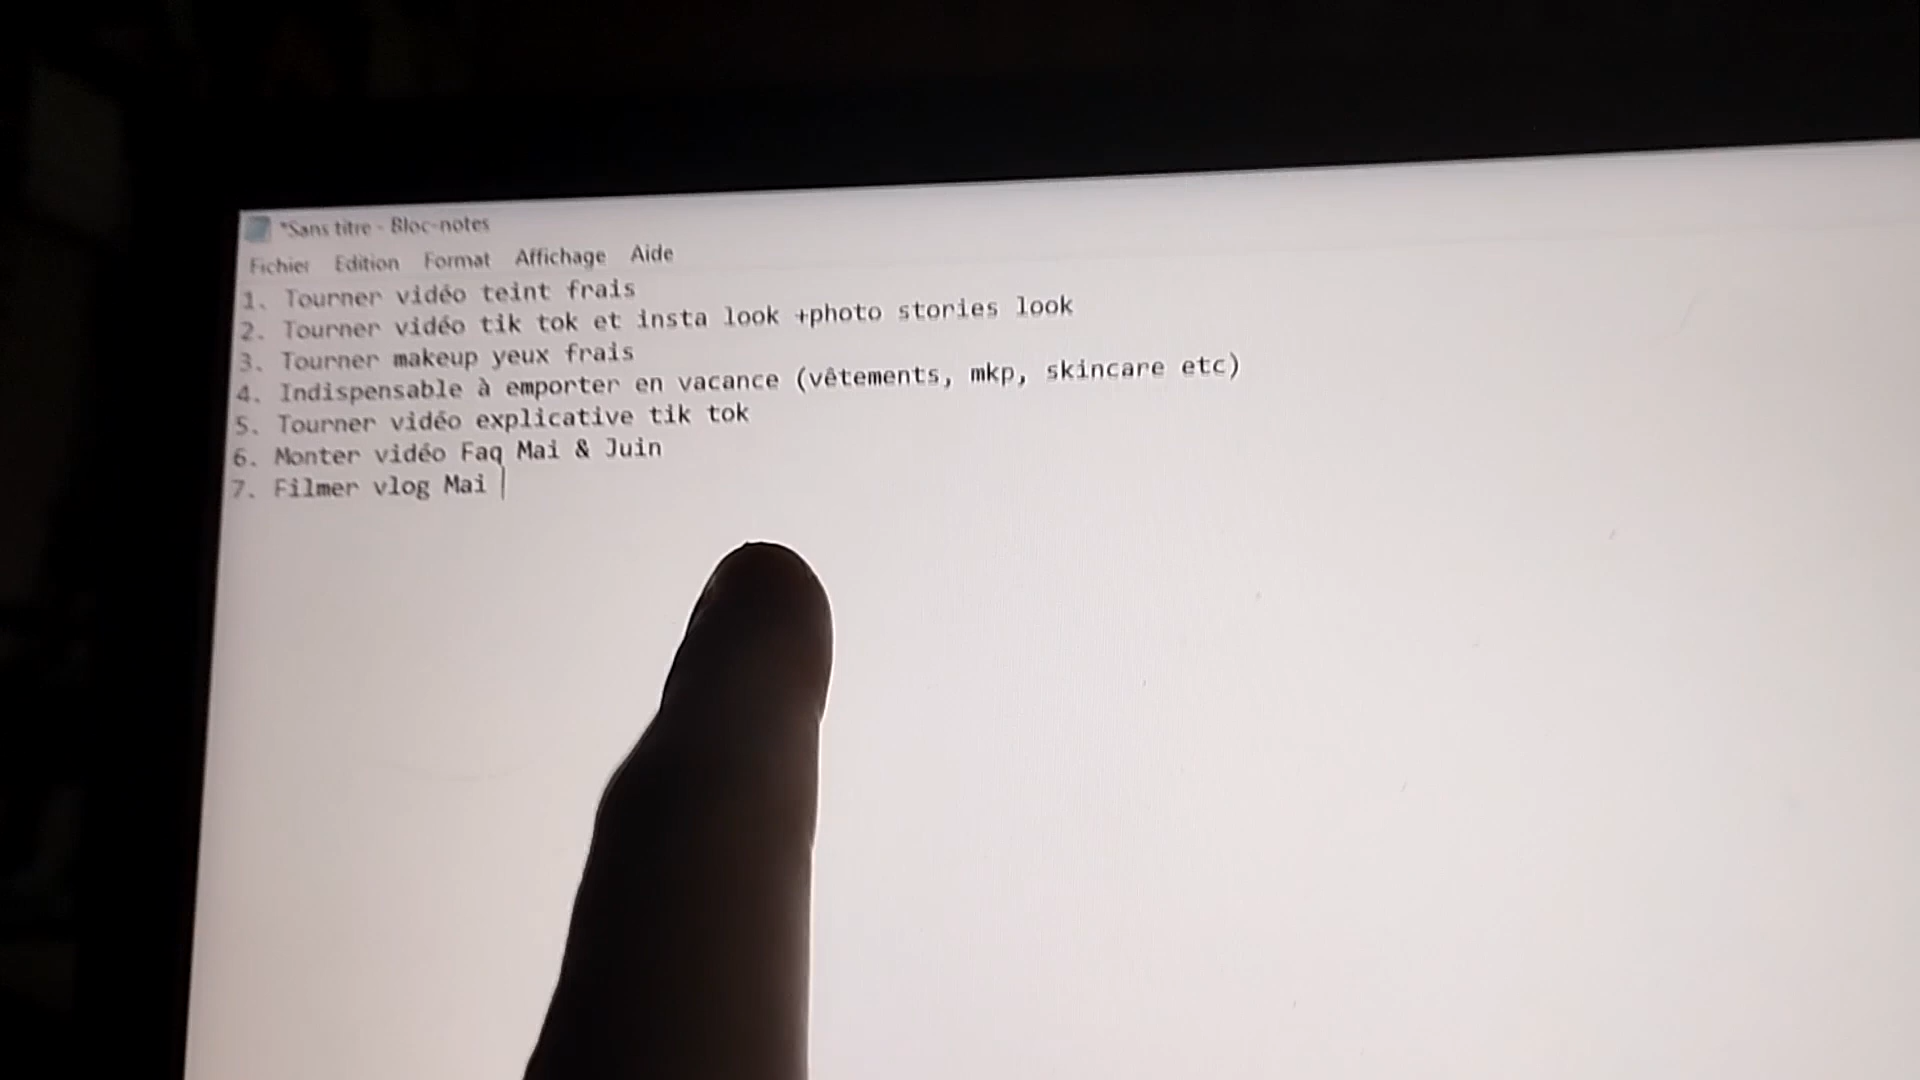 *Sans titre - Bloc-notes
Fichier Edition Format Affichage Aide
1. Tourner vidéo teint frais
2. Tourner vidéo tik tok et insta look +photo stories look
3. Tourner makeup yeux frais
4. Indispensable à emporter en vacance (vêtements, mkp, skincare etc)
5. Tourner vidéo explicative tik tok
6. Monter vidéo Faq Mai & Juin
7. Filmer vlog Mai